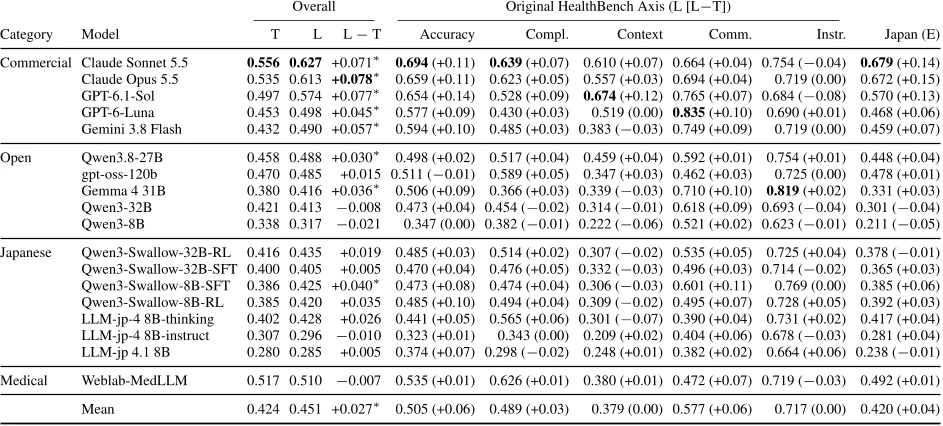 Overall Original HealthBench Axis (L [L−T])
Category Model T L L − T Accuracy Compl. Context Comm. Instr. Japan (E)
Commercial Claude Sonnet 5.5 0.556 0.627 +0.071* 0.694 (+0.11) 0.639 (+0.07) 0.610 (+0.07) 0.664 (+0.04) 0.754 (−0.04) 0.679 (+0.14)
Claude Opus 5.5 0.535 0.613 +0.078* 0.659 (+0.11) 0.623 (+0.05) 0.557 (+0.03) 0.694 (+0.04) 0.719 (0.00) 0.672 (+0.15)
GPT-6.1-Sol 0.497 0.574 +0.077* 0.654 (+0.14) 0.528 (+0.09) 0.674 (+0.12) 0.765 (+0.07) 0.684 (−0.08) 0.570 (+0.13)
GPT-6-Luna 0.453 0.498 +0.045* 0.577 (+0.09) 0.430 (+0.03) 0.519 (0.00) 0.835 (+0.10) 0.690 (+0.01) 0.468 (+0.06)
Gemini 3.8 Flash 0.432 0.490 +0.057* 0.594 (+0.10) 0.485 (+0.03) 0.383 (−0.03) 0.749 (+0.09) 0.719 (0.00) 0.459 (+0.07)
Open Qwen3.8-27B 0.458 0.488 +0.030* 0.498 (+0.02) 0.517 (+0.04) 0.459 (+0.04) 0.592 (+0.01) 0.754 (+0.01) 0.448 (+0.04)
gpt-oss-120b 0.470 0.485 +0.015 0.511 (−0.01) 0.589 (+0.05) 0.347 (+0.03) 0.462 (+0.03) 0.725 (0.00) 0.478 (+0.01)
Gemma 4 31B 0.380 0.416 +0.036* 0.506 (+0.09) 0.366 (+0.03) 0.339 (−0.03) 0.710 (+0.10) 0.819 (+0.02) 0.331 (+0.03)
Qwen3-32B 0.421 0.413 −0.008 0.473 (+0.04) 0.454 (−0.02) 0.314 (−0.01) 0.618 (+0.09) 0.693 (−0.04) 0.301 (−0.04)
Qwen3-8B 0.338 0.317 −0.021 0.347 (0.00) 0.382 (−0.01) 0.222 (−0.06) 0.521 (+0.02) 0.623 (−0.01) 0.211 (−0.05)
Japanese Qwen3-Swallow-32B-RL 0.416 0.435 +0.019 0.485 (+0.03) 0.514 (+0.02) 0.307 (−0.02) 0.535 (+0.05) 0.725 (+0.04) 0.378 (−0.01)
Qwen3-Swallow-32B-SFT 0.400 0.405 +0.005 0.470 (+0.04) 0.476 (+0.05) 0.332 (−0.03) 0.496 (+0.03) 0.714 (−0.02) 0.365 (+0.03)
Qwen3-Swallow-8B-SFT 0.386 0.425 +0.040* 0.473 (+0.08) 0.474 (+0.04) 0.306 (−0.03) 0.601 (+0.11) 0.769 (0.00) 0.385 (+0.06)
Qwen3-Swallow-8B-RL 0.385 0.420 +0.035 0.485 (+0.10) 0.494 (+0.04) 0.309 (−0.02) 0.495 (+0.07) 0.728 (+0.05) 0.392 (+0.03)
LLM-jp-4 8B-thinking 0.402 0.428 +0.026 0.441 (+0.05) 0.565 (+0.06) 0.301 (−0.07) 0.390 (+0.04) 0.731 (+0.02) 0.417 (+0.04)
LLM-jp-4 8B-instruct 0.307 0.296 −0.010 0.323 (+0.01) 0.343 (0.00) 0.209 (+0.02) 0.404 (+0.06) 0.678 (−0.03) 0.281 (+0.04)
LLM-jp 4.1 8B 0.280 0.285 +0.005 0.374 (+0.07) 0.298 (−0.02) 0.248 (+0.01) 0.382 (+0.02) 0.664 (+0.06) 0.238 (−0.01)
Medical Weblab-MedLLM 0.517 0.510 −0.007 0.535 (+0.01) 0.626 (+0.01) 0.380 (+0.01) 0.472 (+0.07) 0.719 (−0.03) 0.492 (+0.01)
Mean 0.424 0.451 +0.027* 0.505 (+0.06) 0.489 (+0.03) 0.379 (0.00) 0.577 (+0.06) 0.717 (0.00) 0.420 (+0.04)